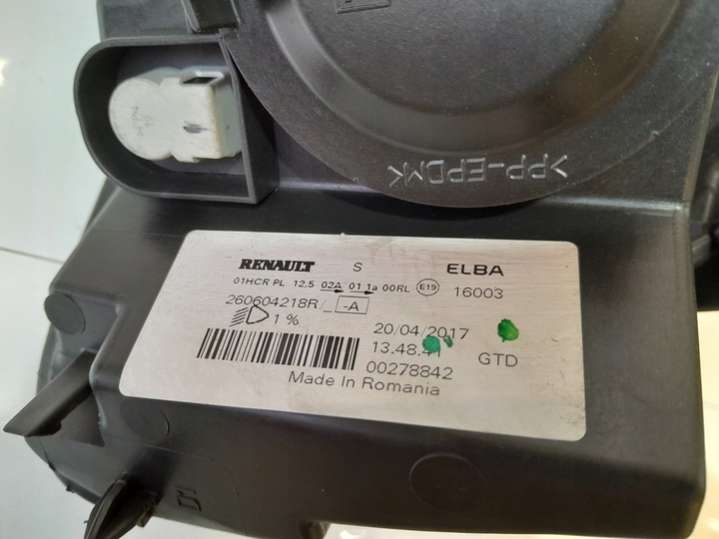 >PP-EPDM<
RENAULT S ELBA
01HCR PL 12.5 02A 01 1a 00RL E19 16003
260604218R/_ -A
1 %
20/04/2017
13.48.41 GTD
00278842
Made In Romania